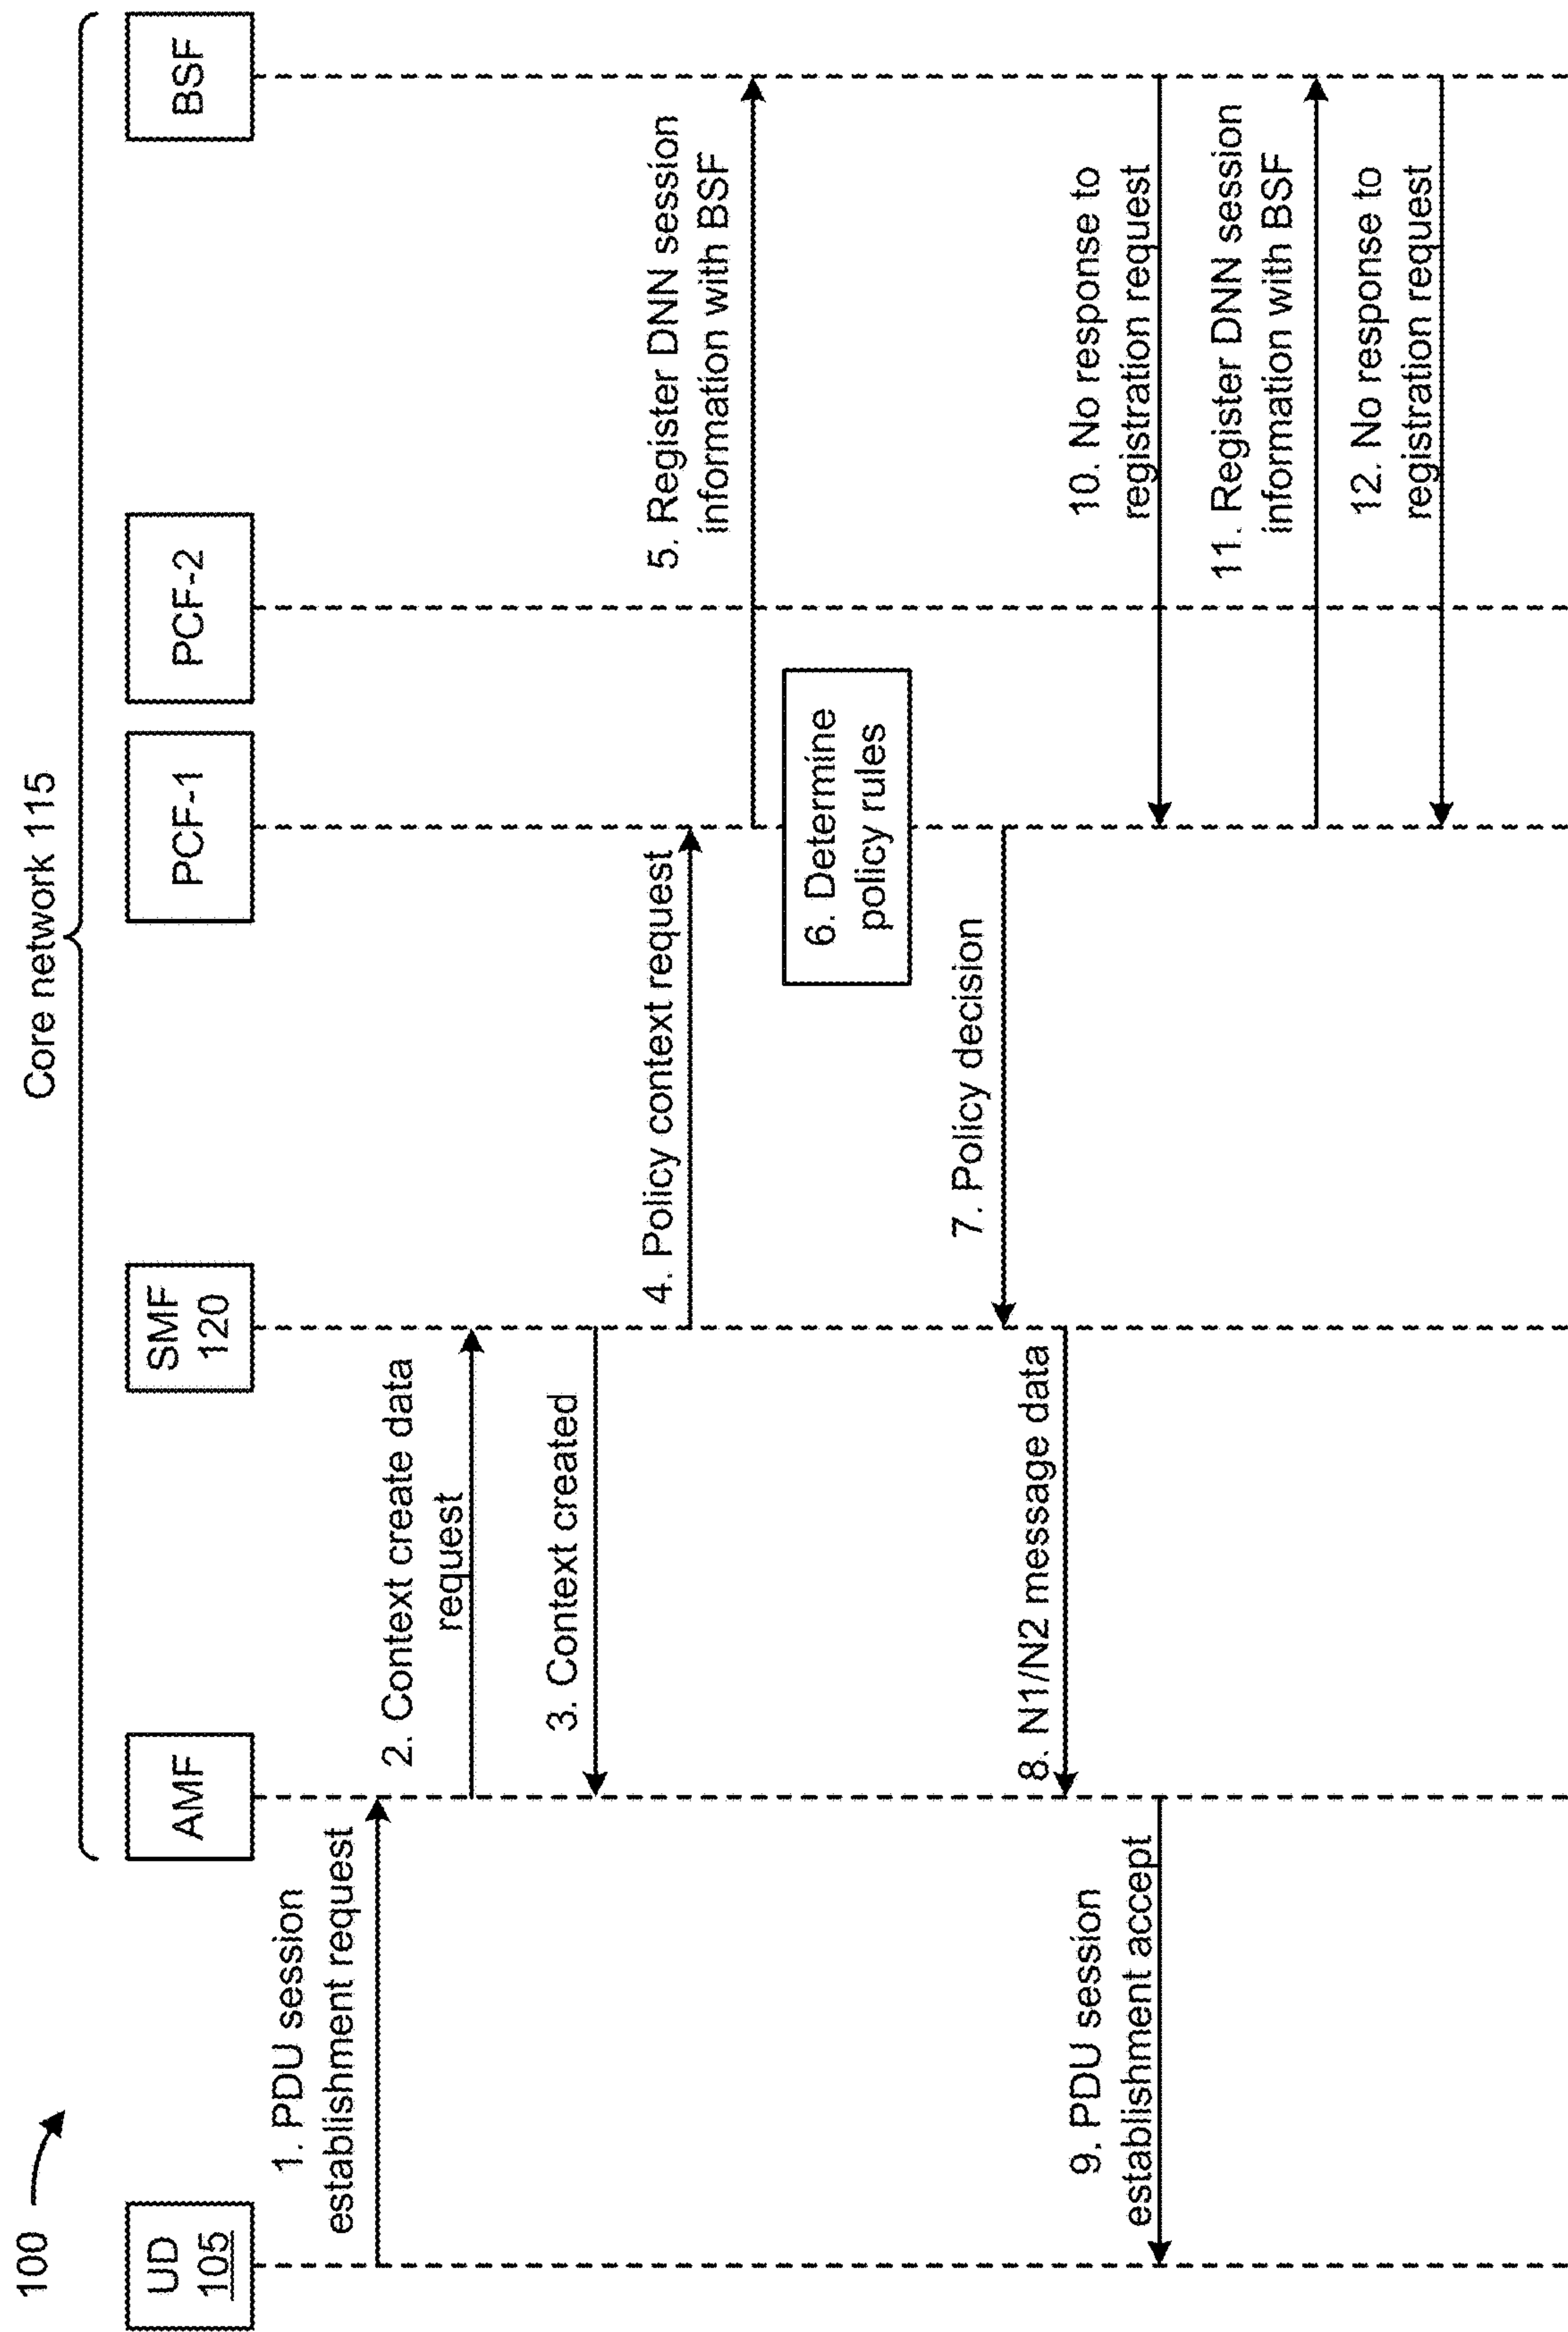 100
Core network 115
UD
105
AMF
SMF
120
PCF-1
PCF-2
BSF
1. PDU session
establishment request
2. Context create data
request
3. Context created
4. Policy context request
5. Register DNN session
information with BSF
6. Determine
policy rules
7. Policy decision
8. N1/N2 message data
9. PDU session
establishment accept
10. No response to
registration request
11. Register DNN session
information with BSF
12. No response to
registration request